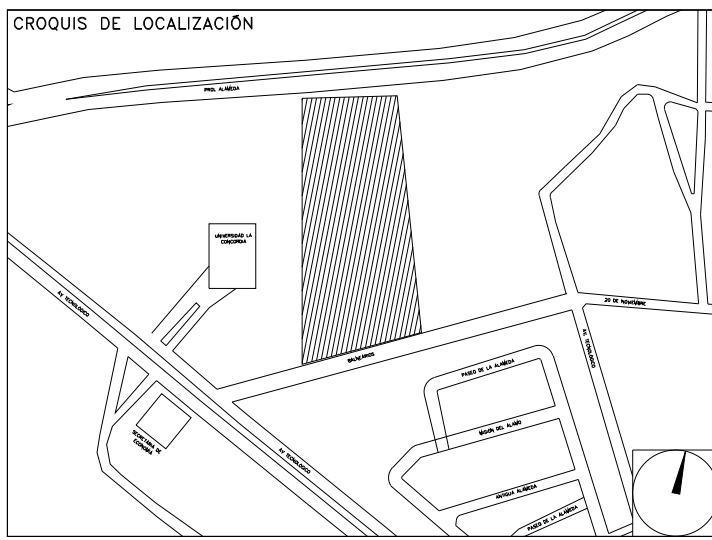 CROQUIS DE LOCALIZACIÓN
PROL ALAMEDA
UNIVERSIDAD LA
CONCORDIA
AV. TECNOLOGICO
20 DE NOVIEMBRE
BALNEARIOS
AV. TECNOLOGICO
PASEO DE LA ALAMEDA
MISION DEL ALAMO
SECRETARIA DE
ECONOMIA
AV TECNOLOGICO
ANTIGUA ALAMEDA
PASEO DE LA ALAMEDA